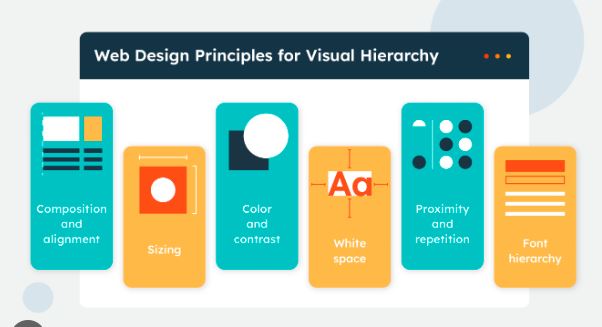 Web Design Principles for Visual Hierarchy
Composition
and
alignment
Sizing
Color
and
contrast
Aa
White
space
Proximity
and
repetition
Font
hierarchy